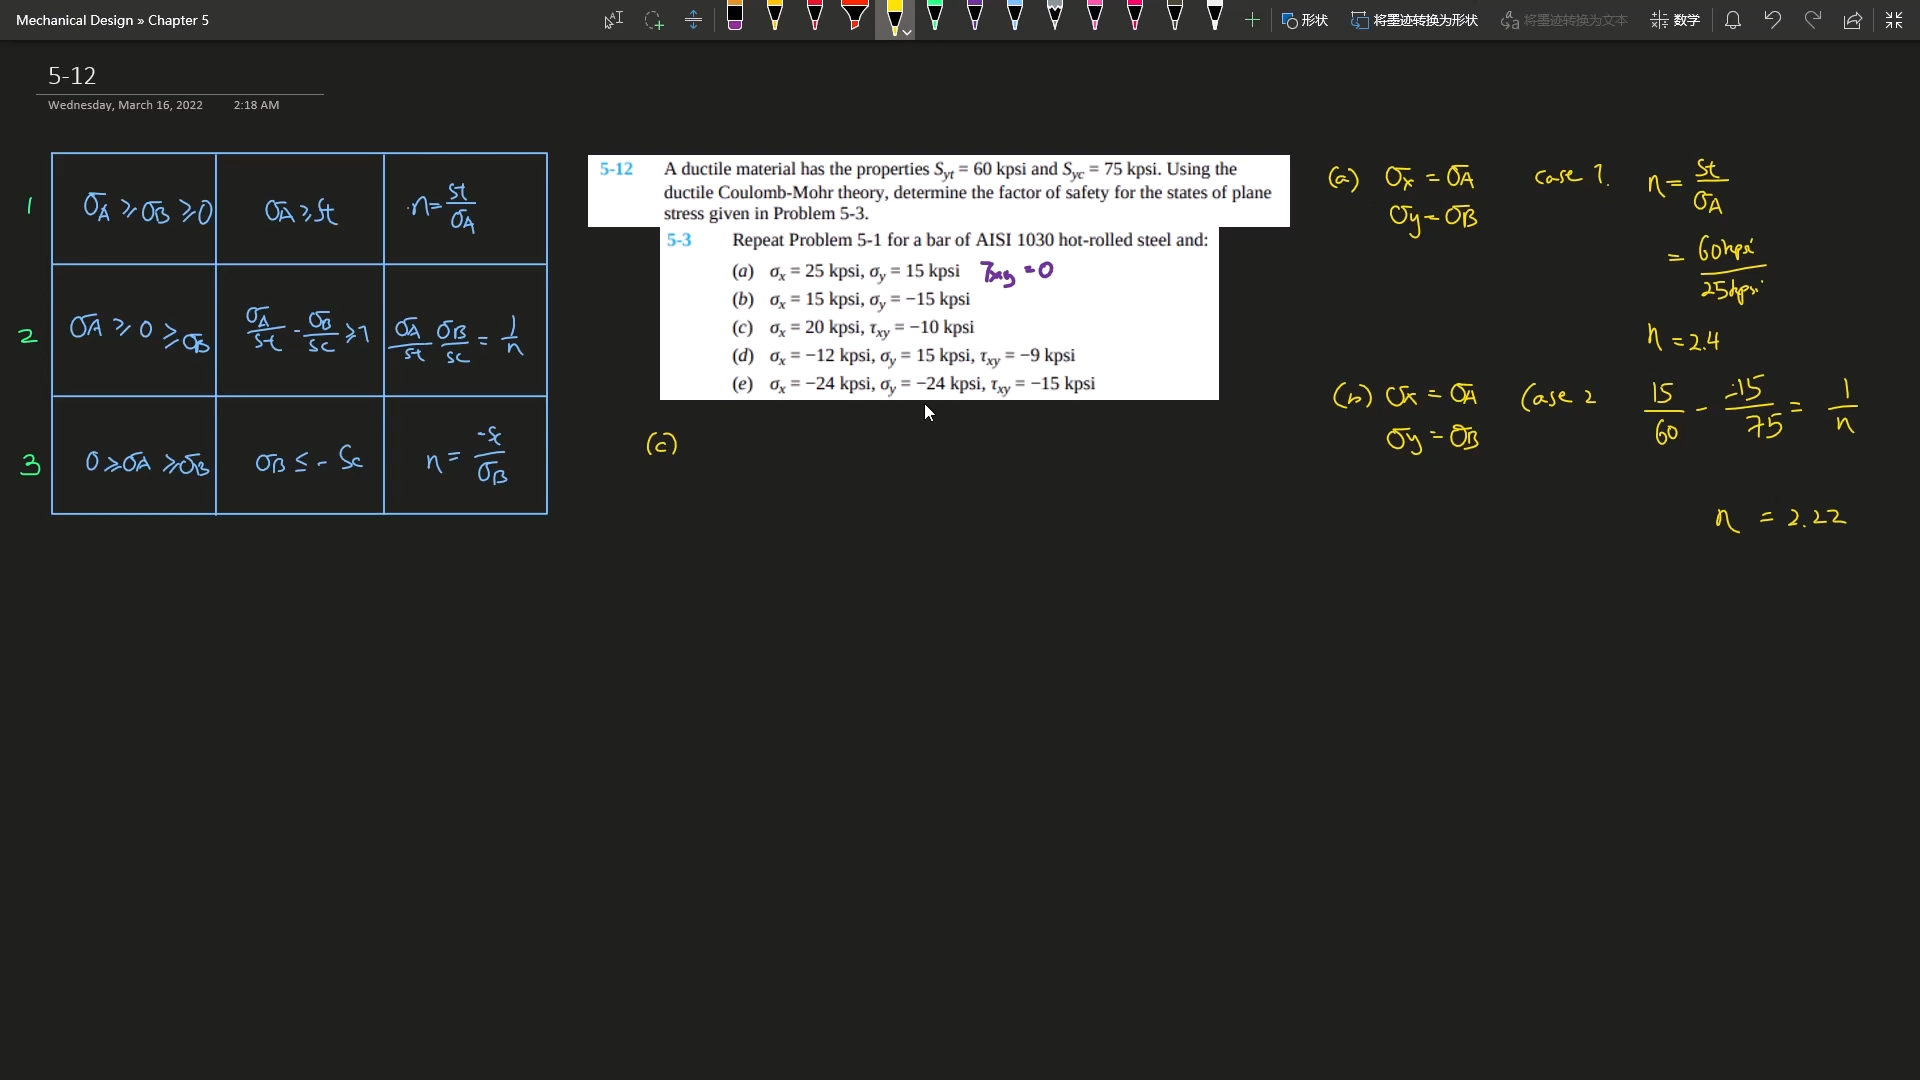 Mechanical Design » Chapter 5
形状
将墨迹转换为形状
将墨迹转换为文本
数学
5-12
Wednesday, March 16, 2022 2:18 AM
1 σA ≥ σB ≥ 0 σA ≥ St n = St/σA
2 σA ≥ 0 ≥ σB σA/St - σB/Sc ≥ 1 σA/St σB/Sc = 1/n
3 0 ≥ σA ≥ σB σB ≤ - Sc n = -Sc/σB
5-12 A ductile material has the properties Syt = 60 kpsi and Syc = 75 kpsi. Using the
ductile Coulomb-Mohr theory, determine the factor of safety for the states of plane
stress given in Problem 5-3.
5-3 Repeat Problem 5-1 for a bar of AISI 1030 hot-rolled steel and:
(a) σx = 25 kpsi, σy = 15 kpsi τxy = 0
(b) σx = 15 kpsi, σy = −15 kpsi
(c) σx = 20 kpsi, τxy = −10 kpsi
(d) σx = −12 kpsi, σy = 15 kpsi, τxy = −9 kpsi
(e) σx = −24 kpsi, σy = −24 kpsi, τxy = −15 kpsi
(c)
(a) σx = σA case 1. n = St/σA
σy = σB
= 60kpsi/25kpsi
n = 2.4
(b) σx = σA Case 2 15/60 - -15/75 = 1/n
σy = σB
n = 2.22